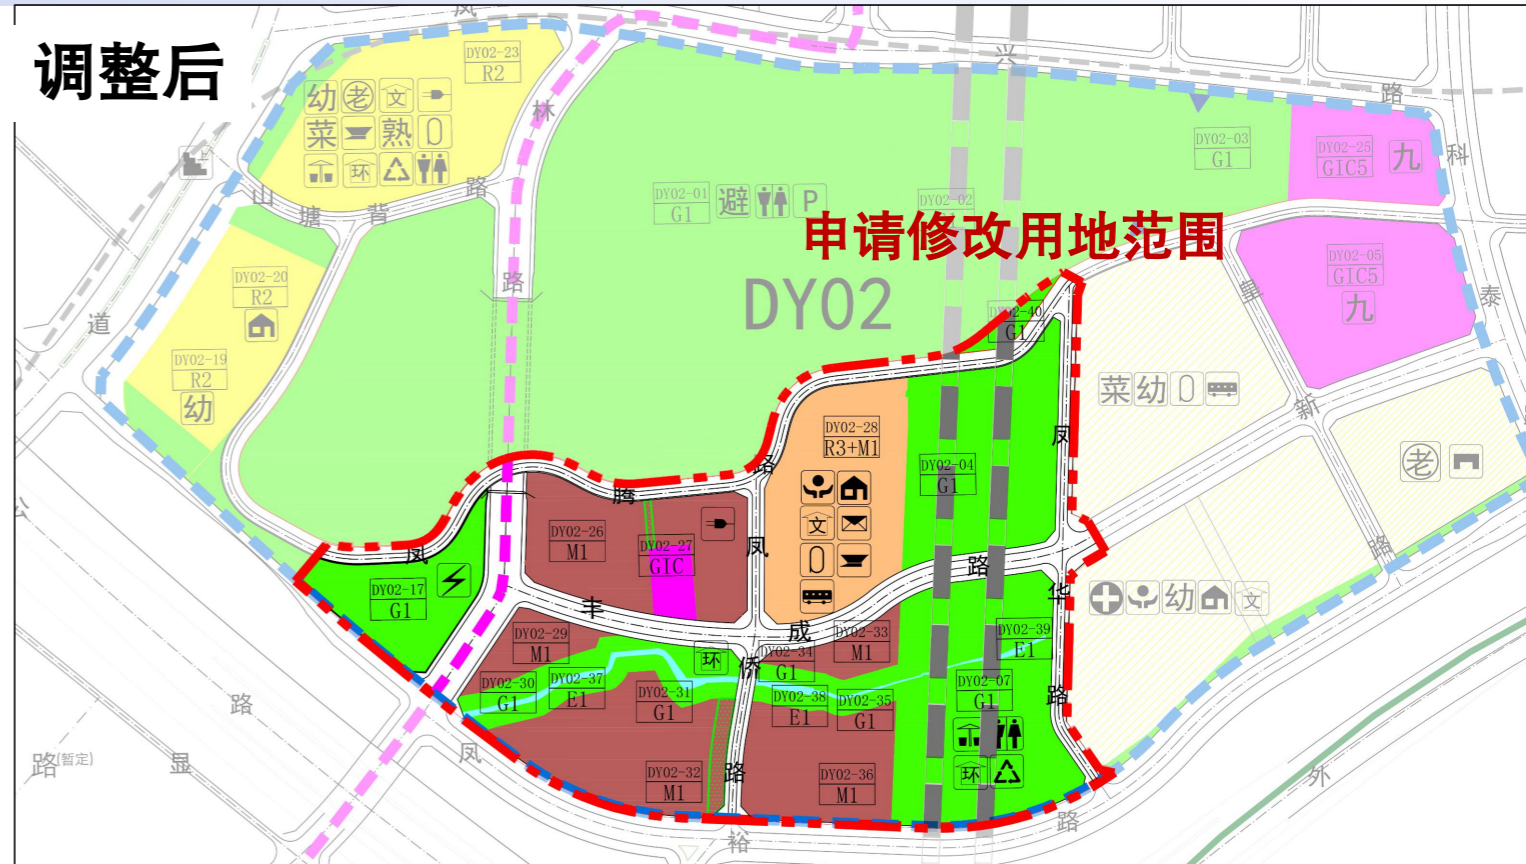 调整后
凤
兴
路
科
泰
DY02-23
R2
幼 老 文
菜 熟
环
林
路
山 塘 背 路
DY02-20
R2
DY02-19
R2
幼
道
公
DY02-01
G1
避
P
DY02-02
DY02-03
G1
DY02-25
GIC5
九
DY02-05
GIC5
九
申请修改用地范围
DY02
DY02-40
G1
菜 幼
新
路
老
DY02-28
R3+M1
文
DY02-04
G1
凤
华
路
凤
腾
路
DY02-26
M1
DY02-27
GIC
凤
DY02-17
G1
丰
成
路
侨
路
幼 文
DY02-29
M1
环
DY02-34
G1
DY02-33
M1
DY02-39
E1
DY02-30
G1
DY02-37
E1
DY02-31
G1
DY02-38
E1
DY02-35
G1
DY02-07
G1
环
DY02-32
M1
DY02-36
M1
路
路(暂定)
显
凤
裕
路
外